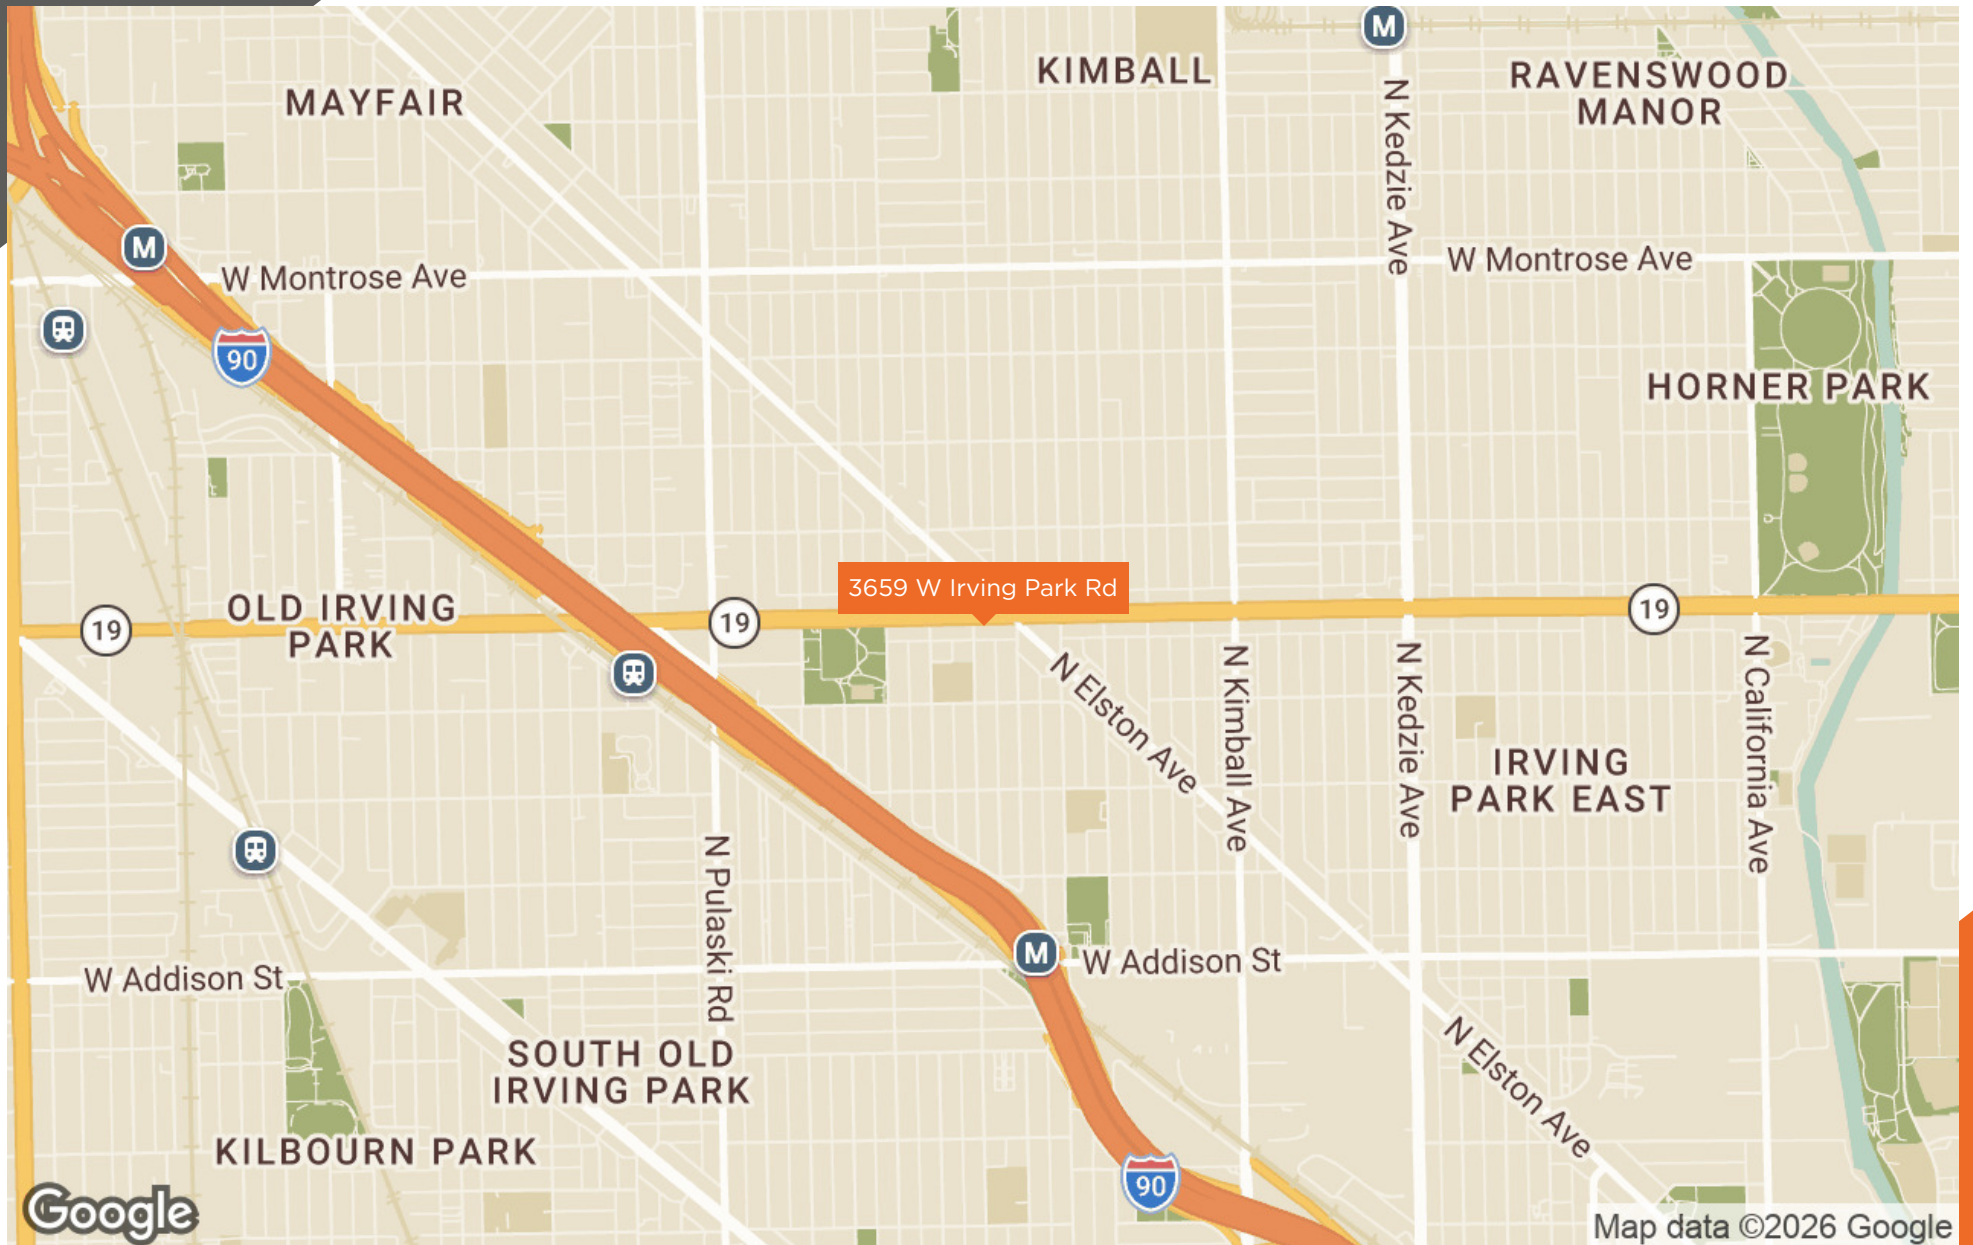 M
KIMBALL
RAVENSWOOD
MANOR
MAYFAIR
N Kedzie Ave
M
W Montrose Ave
W Montrose Ave
90
HORNER PARK
3659 W Irving Park Rd
OLD IRVING
PARK
19
19
19
N Elston Ave
N Kimball Ave
N Kedzie Ave
N California Ave
IRVING
PARK EAST
N Pulaski Rd
M
W Addison St
W Addison St
SOUTH OLD
IRVING PARK
N Elston Ave
KILBOURN PARK
90
Google
Map data ©2026 Google